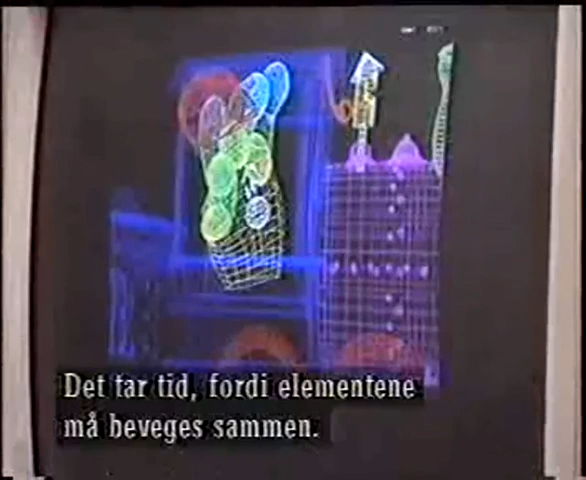 Det tar tid, fordi elementene
må beveges sammen.